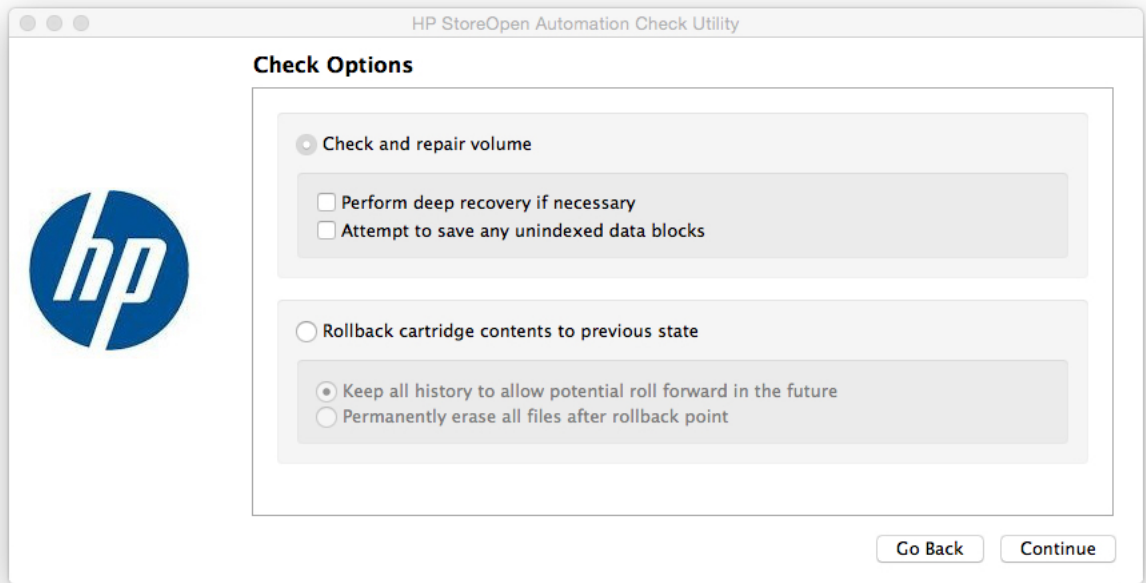 HP StoreOpen Automation Check Utility
Check Options
Check and repair volume
Perform deep recovery if necessary
Attempt to save any unindexed data blocks
hp
Rollback cartridge contents to previous state
Keep all history to allow potential roll forward in the future
Permanently erase all files after rollback point
Go Back
Continue